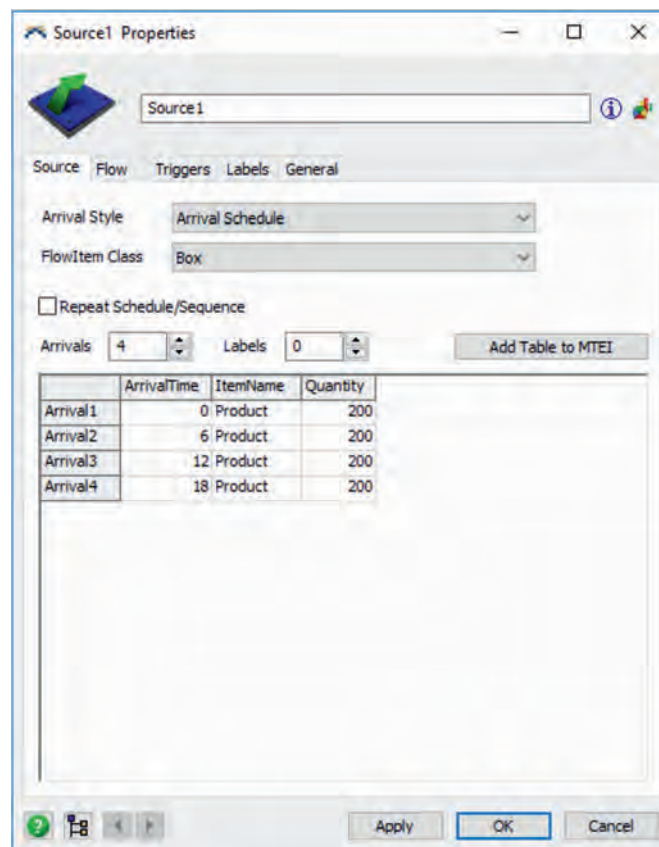 Source1 Properties
Source1
Source Flow Triggers Labels General
Arrival Style Arrival Schedule
FlowItem Class Box
Repeat Schedule/Sequence
Arrivals 4 Labels 0 Add Table to MTEI
ArrivalTime ItemName Quantity
Arrival1 0 Product 200
Arrival2 6 Product 200
Arrival3 12 Product 200
Arrival4 18 Product 200
Apply OK Cancel